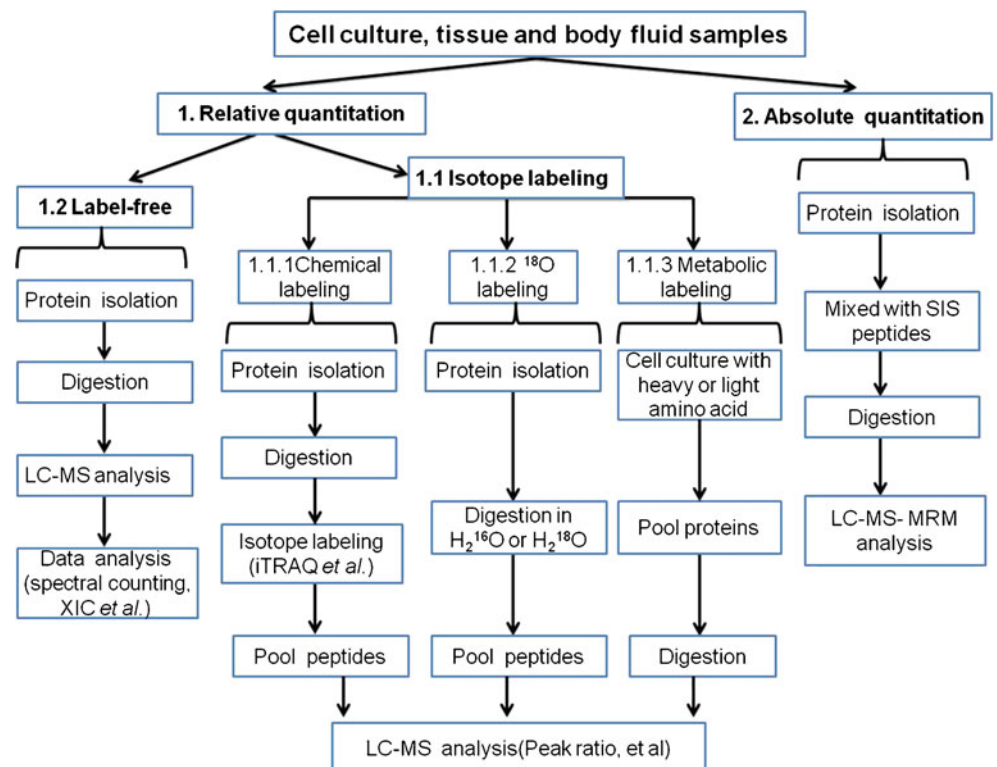 Cell culture, tissue and body fluid samples
1. Relative quantitation
2. Absolute quantitation
1.1 Isotope labeling
1.2 Label-free
Protein isolation
Digestion
LC-MS analysis
Data analysis
(spectral counting,
XIC et al.)
1.1.1Chemical
labeling
Protein isolation
Digestion
Isotope labeling
(iTRAQ et al.)
Pool peptides
1.1.2 ¹⁸O
labeling
Protein isolation
Digestion in
H₂¹⁶O or H₂¹⁸O
Pool peptides
1.1.3 Metabolic
labeling
Cell culture with
heavy or light
amino acid
Pool proteins
Digestion
LC-MS analysis(Peak ratio, et al)
Protein isolation
Mixed with SIS
peptides
Digestion
LC-MS- MRM
analysis